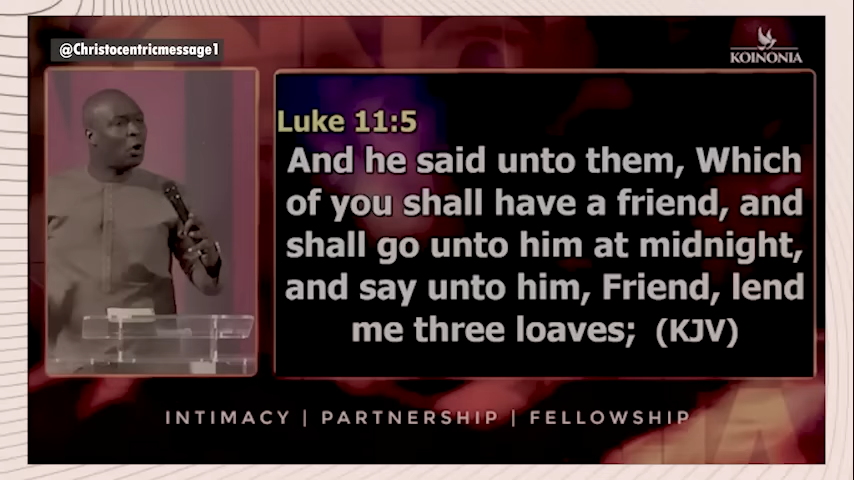 @Christocentricmessage1
KOINONIA
Luke 11:5
And he said unto them, Which
of you shall have a friend, and
shall go unto him at midnight,
and say unto him, Friend, lend
me three loaves; (KJV)
INTIMACY | PARTNERSHIP | FELLOWSHIP